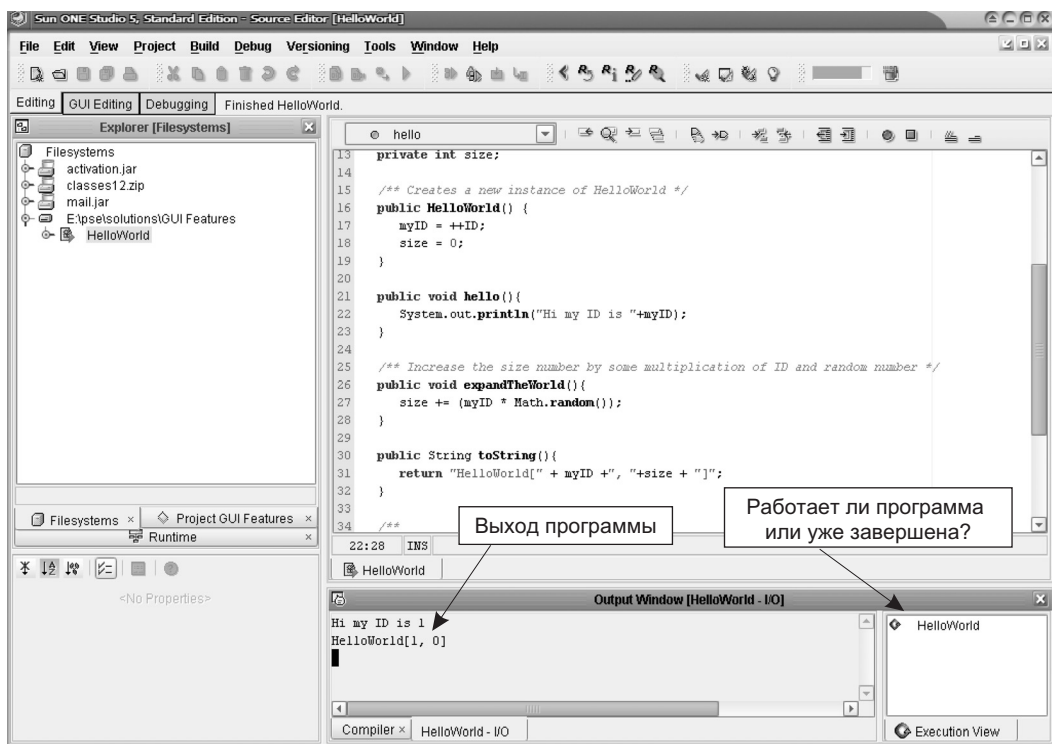 Sun ONE Studio 5, Standard Edition - Source Editor [HelloWorld]
File Edit View Project Build Debug Versioning Tools Window Help
Editing GUI Editing Debugging Finished HelloWorld.
Explorer [Filesystems]
Filesystems
activation.jar
classes12.zip
mail.jar
E:\pse\solutions\GUI Features
HelloWorld
Filesystems × Project GUI Features ×
Runtime ×
<No Properties>
hello
13 private int size;
14
15 /** Creates a new instance of HelloWorld */
16 public HelloWorld() {
17 myID = ++ID;
18 size = 0;
19 }
20
21 public void hello(){
22 System.out.println("Hi my ID is "+myID);
23 }
24
25 /** Increase the size number by some multiplication of ID and random number */
26 public void expandTheWorld(){
27 size += (myID * Math.random());
28 }
29
30 public String toString(){
31 return "HelloWorld[" + myID +", "+size + "]";
32 }
33
34 /**
Выход программы
Работает ли программа
или уже завершена?
22:28 INS
HelloWorld
Output Window [HelloWorld - I/O]
Hi my ID is 1
HelloWorld[1, 0]
HelloWorld
Compiler × HelloWorld - I/O
Execution View